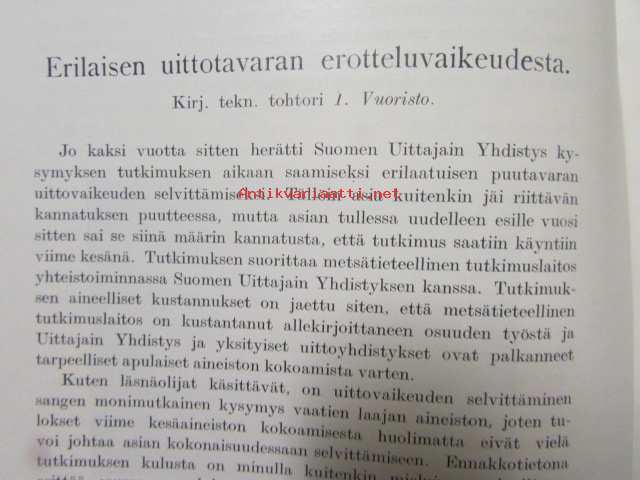 Erilaisen uittotavaran erotteluvaikeudesta.
Kirj. tekn. tohtori I. Vuoristo.
Jo kaksi vuotta sitten herätti Suomen Uittajain Yhdistys ky-
symyksen tutkimuksen aikaan saamiseksi erilaatuisen puutavaran
uittovaikeuden selvittämiseksi. Tällöin asia kuitenkin jäi riittävän
Antikvariaatti.net
kannatuksen puutteessa, mutta asian tullessa uudelleen esille vuosi
sitten sai se siinä määrin kannatusta, että tutkimus saatiin käyntiin
viime kesänä. Tutkimuksen suorittaa metsätieteellinen tutkimuslaitos
yhteistoiminnassa Suomen Uittajain Yhdistyksen kanssa. Tutkimuk-
sen aineelliset kustannukset on jaettu siten, että metsätieteellinen
tutkimuslaitos on kustantanut allekirjoittaneen osuuden työstä ja
Uittajain Yhdistys ja yksityiset uittoyhdistykset ovat palkanneet
tarpeelliset apulaiset aineiston kokoamista varten.
Kuten läsnäolijat käsittävät, on uittovaikeuden selvittäminen
sangen monimutkainen kysymys vaatien laajan aineiston, joten tu-
lokset viime kesäaineiston kokoamisesta huolimatta eivät vielä
voi johtaa asian kokonaisuudessaan selvittämiseen. Ennakkotietona
tutkimuksen kulusta on minulla kuitenkin